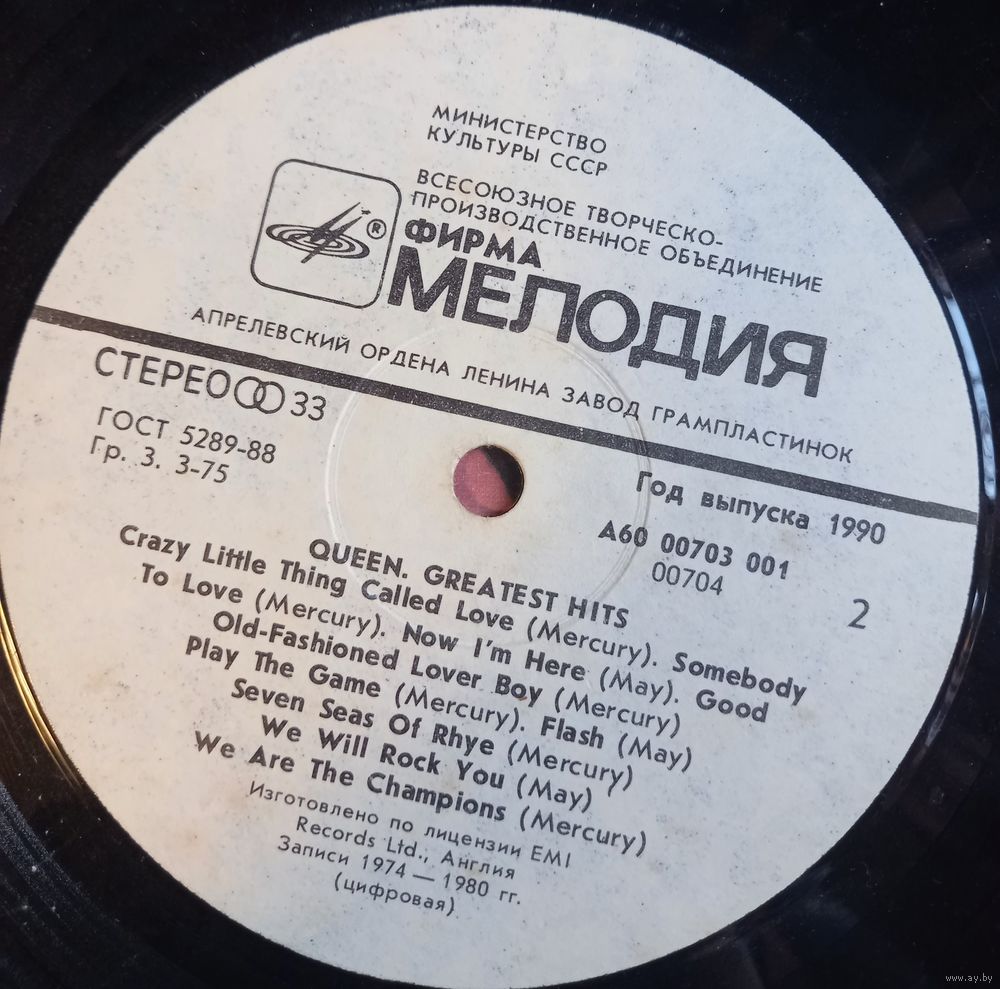 МИНИСТЕРСТВО
КУЛЬТУРЫ СССР
ВСЕСОЮЗНОЕ ТВОРЧЕСКО-
ПРОИЗВОДСТВЕННОЕ ОБЪЕДИНЕНИЕ
®
ФИРМА
МЕЛОДИЯ
АПРЕЛЕВСКИЙ ОРДЕНА ЛЕНИНА ЗАВОД ГРАМПЛАСТИНОК
СТЕРЕО 33
ГОСТ 5289-88
Гр. 3. 3-75
Год выпуска 1990
А60 00703 001
00704
2
QUEEN. GREATEST HITS
Crazy Little Thing Called Love (Mercury). Somebody
To Love (Mercury). Now I'm Here (May). Good
Old-Fashioned Lover Boy (Mercury)
Play The Game (Mercury). Flash (May)
Seven Seas Of Rhye (Mercury)
We Will Rock You (May)
We Are The Champions (Mercury)
Изготовлено по лицензии EMI
Records Ltd., Англия
Записи 1974 — 1980 гг.
(цифровая)
www.ay.by